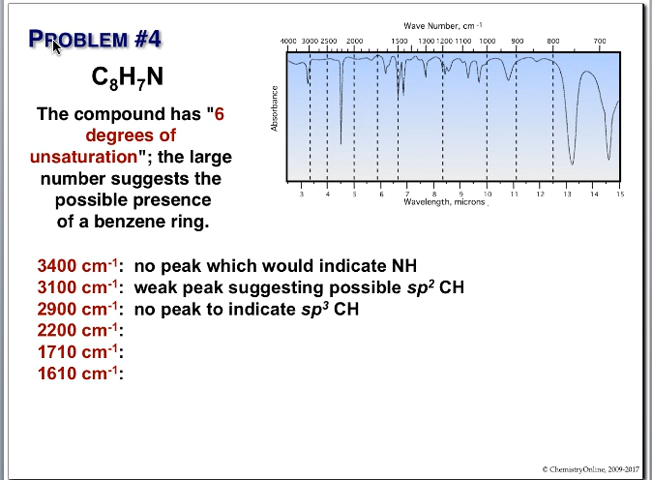 PROBLEM #4
C₈H₇N
The compound has "6
degrees of
unsaturation"; the large
number suggests the
possible presence
of a benzene ring.
Wave Number, cm -1
4000 3000 2500 2000 1500 1300 1200 1100 1000 900 800 700
Absorbance
3 4 5 6 7 8 9 10 11 12 13 14 15
Wavelength, microns
3400 cm⁻¹: no peak which would indicate NH
3100 cm⁻¹: weak peak suggesting possible sp² CH
2900 cm⁻¹: no peak to indicate sp³ CH
2200 cm⁻¹:
1710 cm⁻¹:
1610 cm⁻¹:
© ChemistryOnline, 2009-2017